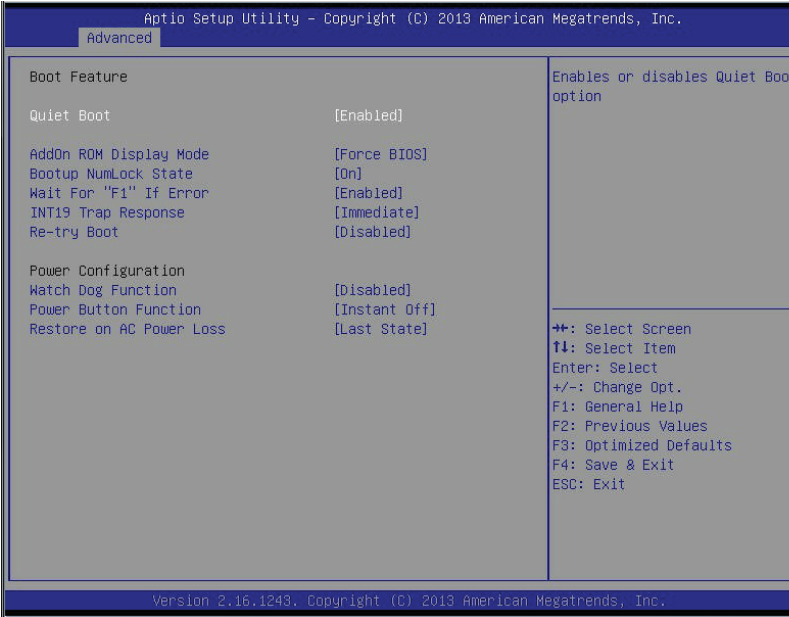 Aptio Setup Utility – Copyright (C) 2013 American Megatrends, Inc.
Advanced
Boot Feature
Quiet Boot [Enabled]
AddOn ROM Display Mode [Force BIOS]
Bootup NumLock State [On]
Wait For "F1" If Error [Enabled]
INT19 Trap Response [Immediate]
Re-try Boot [Disabled]
Power Configuration
Watch Dog Function [Disabled]
Power Button Function [Instant Off]
Restore on AC Power Loss [Last State]
Enables or disables Quiet Boo
option
→←: Select Screen
↑↓: Select Item
Enter: Select
+/-: Change Opt.
F1: General Help
F2: Previous Values
F3: Optimized Defaults
F4: Save & Exit
ESC: Exit
Version 2.16.1243. Copyright (C) 2013 American Megatrends, Inc.